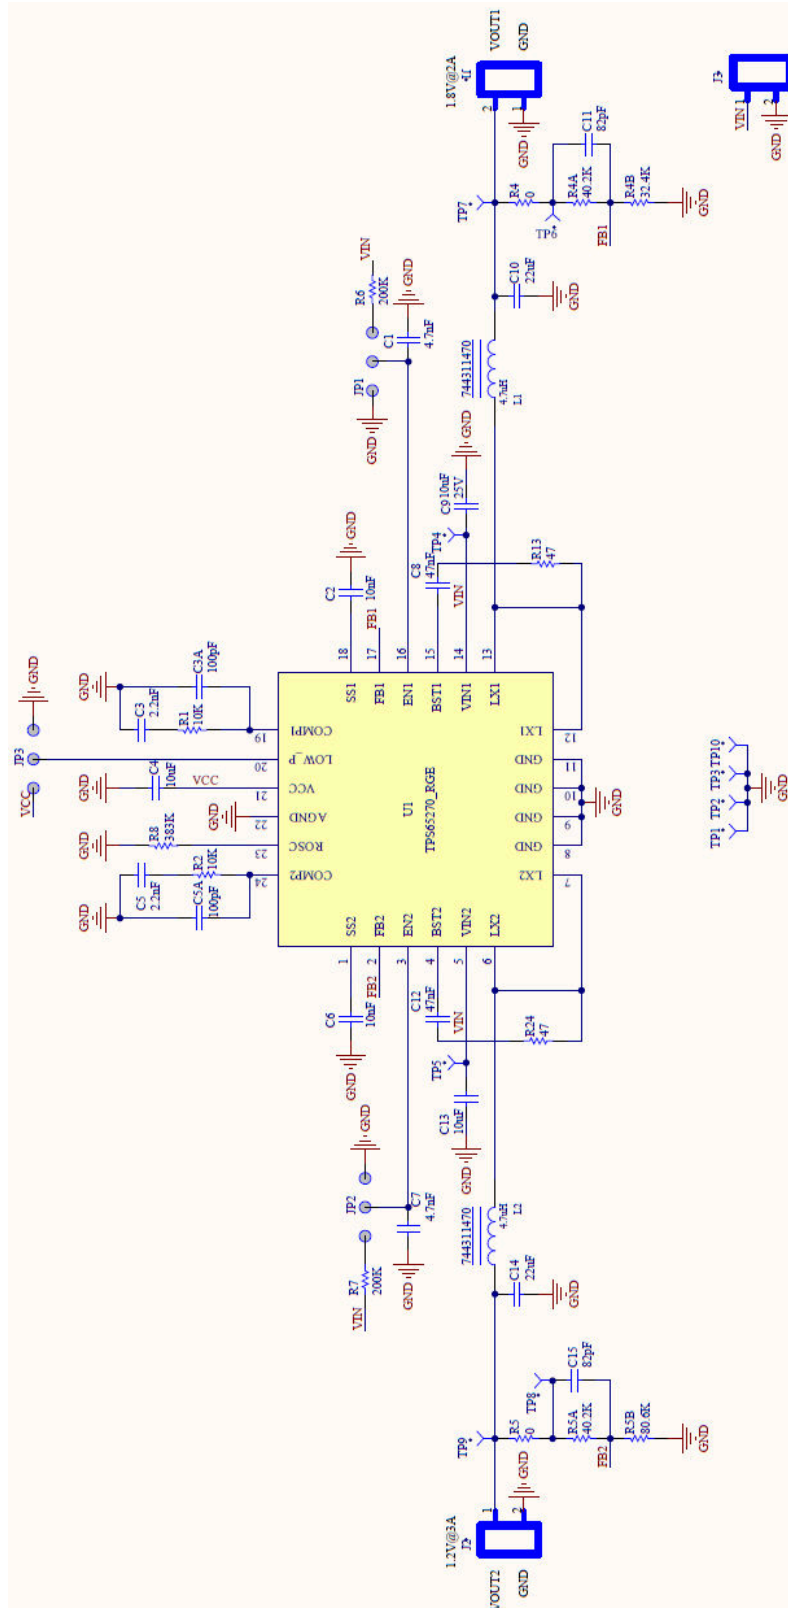 VOUT1
GND
1.8V@2A
J1
2
1
GND
J3
VIN
1
2
GND
C11
82pF
TP7
R4
0
R4A
40.2K
R4B
32.4K
GND
TP6
FB1
VIN
R6
200K
GND
C1
4.7nF
JP1
GND
C10
22uF
GND
744311470
4.7uH
L1
GND
C9
10uF
25V
TP4
C8
47nF
VIN
R13
47
GND
C2
10nF
FB1
GND
JP3
VCC
GND
C3
2.2nF
C3A
100pF
R1
10K
GND
C4
10uF
VCC
GND
GND
R8
383K
GND
C5
2.2nF
R2
10K
C5A
100pF
18
17
16
15
14
13
SS1
FB1
EN1
BST1
VIN1
LX1
19
COMP1
20
LOW_P
21
VCC
22
AGND
23
ROSC
24
COMP2
U1
TPS65270_RGE
LX1
12
GND
11
GND
10
GND
9
GND
8
LX2
7
GND
SS2
FB2
EN2
BST2
VIN2
LX2
1
2
3
4
5
6
TP1
TP2
TP3
TP10
GND
C6
10nF
GND
FB2
C12
47nF
VIN
R24
47
TP5
C13
10uF
GND
GND
JP2
C7
4.7nF
GND
R7
200K
VIN
744311470
4.7uH
L2
C14
22uF
GND
TP9
R5
0
R5A
40.2K
R5B
80.6K
GND
TP8
C15
82pF
FB2
GND
1
2
1.2V@3A
J2
VOUT2
GND